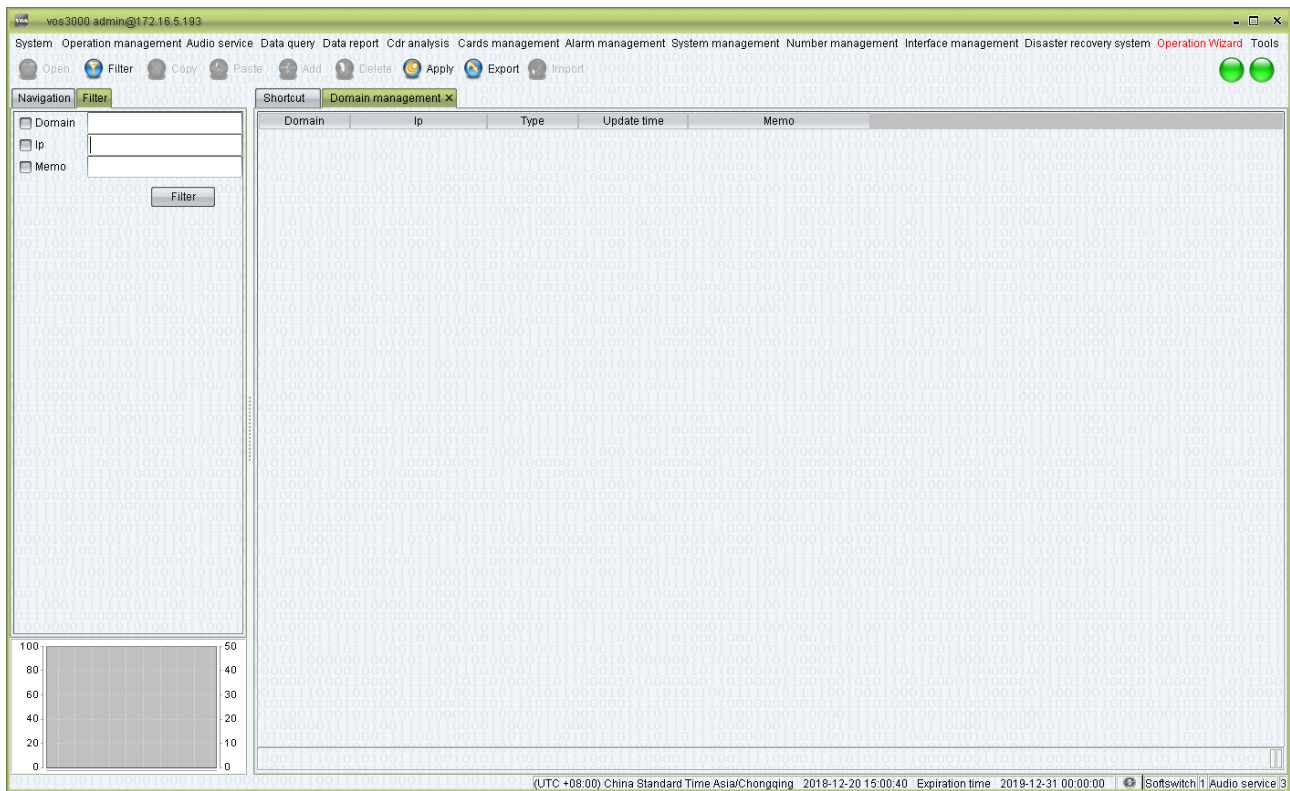 vos vos3000 admin@172.16.5.193
System Operation management Audio service Data query Data report Cdr analysis Cards management Alarm management System management Number management Interface management Disaster recovery system Operation Wizard Tools
Open Filter Copy Paste Add Delete Apply Export Import
Navigation Filter Shortcut Domain management ×
Domain Domain Ip Type Update time Memo
Ip
Memo
Filter
100 50
80 40
60 30
40 20
20 10
0 0
(UTC +08:00) China Standard Time Asia/Chongqing 2018-12-20 15:00:40 Expiration time 2019-12-31 00:00:00 Softswitch 1 Audio service 3